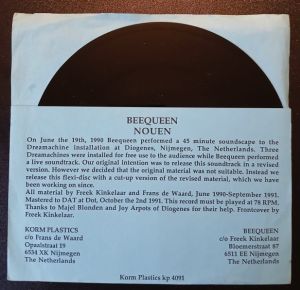 BEEQUEEN
NOUEN
On June the 19th, 1990 Beequeen performed a 45 minute soundscape to the
Dreamachine installation at Diogenes, Nijmegen, The Netherlands. Three
Dreamachines were installed for free use to the audience while Beequeen performed
a live soundtrack. Our original intention was to release this soundtrack in a revised
version. However we decided that the original material was not suitable. Instead we
release this flexi-disc with a cut-up version of the revised material, which we have
been working on since.
All material by Freek Kinkelaar and Frans de Waard, June 1990-September 1991.
Mastered to DAT at Dot, October the 2nd 1991. This record must be played at 78 RPM.
Thanks to Majel Blonden and Joy Arpots of Diogenes for their help. Frontcover by
Freek Kinkelaar.
KORM PLASTICS
c/o Frans de Waard
Opaalstraat 19
6534 XK Nijmegen
The Netherlands
BEEQUEEN
c/o Freek Kinkelaar
Bloemerstraat 87
6511 EE Nijmegen
The Netherlands
Korm Plastics kp 4091